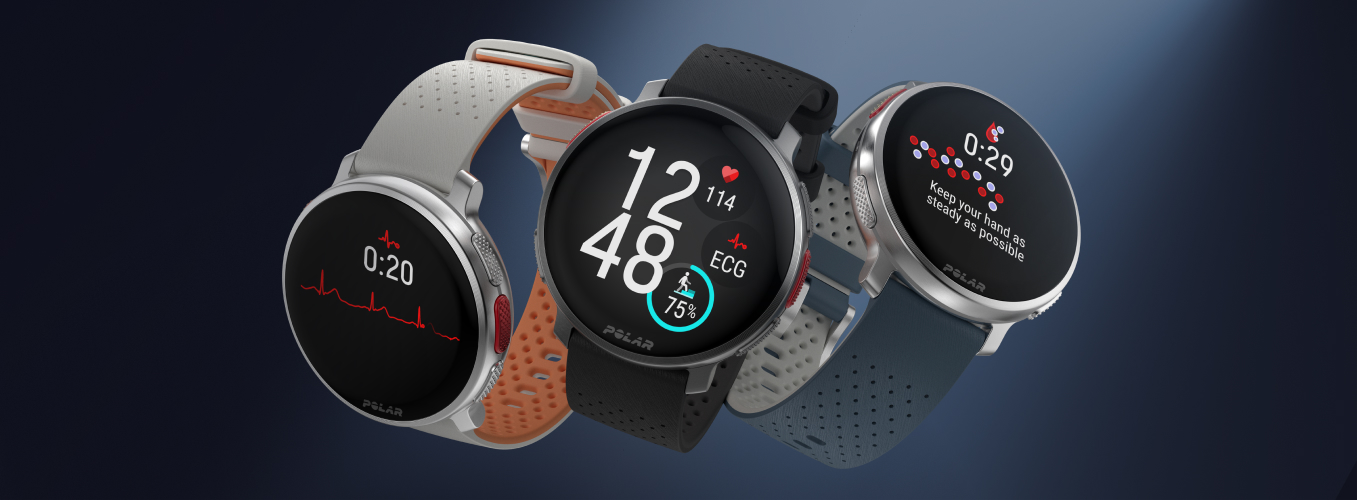 0:20
POLAR
12
48
114
ECG
75%
POLAR
0:29
Keep your hand as
steady as possible
POLAR